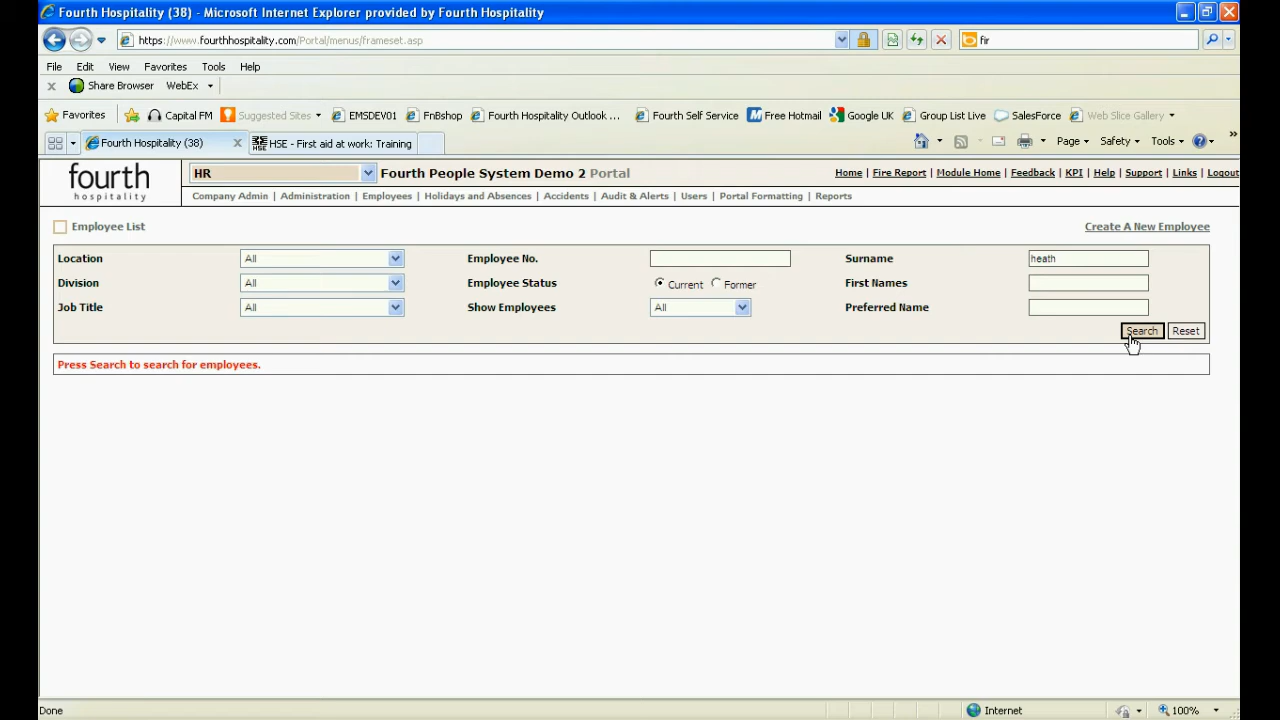 Fourth Hospitality (38) - Microsoft Internet Explorer provided by Fourth Hospitality
https://www.fourthhospitality.com/Portal/menus/frameset.asp fir
File Edit View Favorites Tools Help
x Share Browser WebEx
Favorites Capital FM Suggested Sites EMSDEV01 FnBshop Fourth Hospitality Outlook ... Fourth Self Service Free Hotmail Google UK Group List Live SalesForce Web Slice Gallery
Fourth Hospitality (38) x HSE - First aid at work: Training Page Safety Tools »
fourth hospitality HR Fourth People System Demo 2 Portal Home | Fire Report | Module Home | Feedback | KPI | Help | Support | Links | Logout
Company Admin | Administration | Employees | Holidays and Absences | Accidents | Audit & Alerts | Users | Portal Formatting | Reports
Employee List Create A New Employee
Location All Employee No. Surname heath
Division All Employee Status Current Former First Names
Job Title All Show Employees All Preferred Name
Search Reset
Press Search to search for employees.
Done Internet 100%